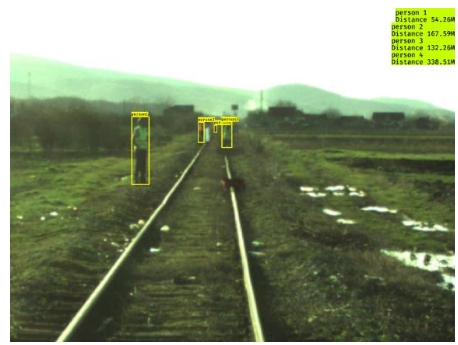 person 1
Distance 54.26M
person 2
Distance 167.59M
person 3
Distance 132.26M
person 4
Distance 338.51M